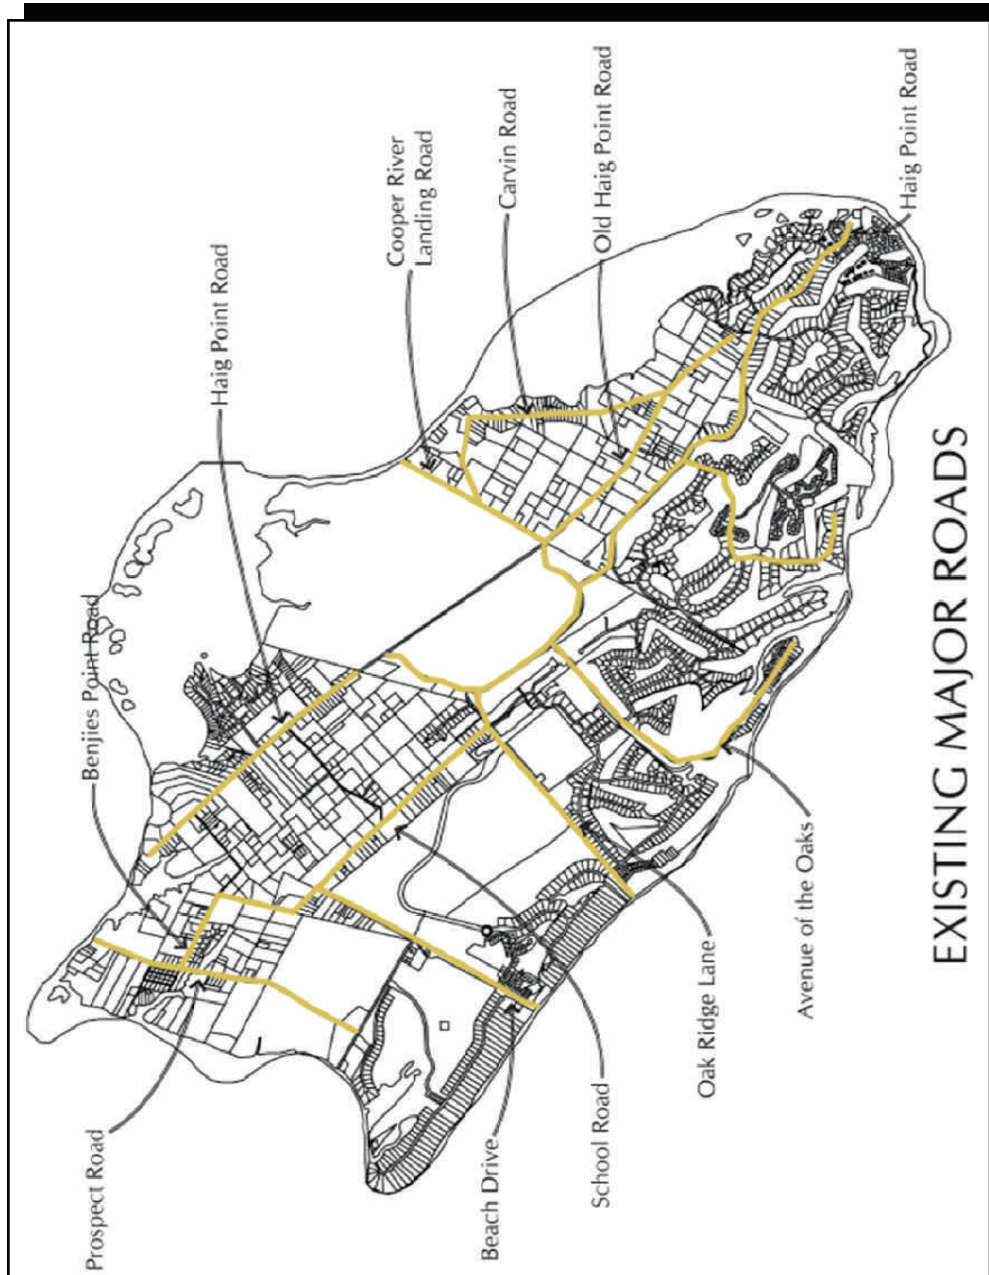 Haig Point Road
Old Haig Point Road
Carvin Road
Cooper River
Landing Road
Haig Point Road
Benjies Point Road
Prospect Road
Beach Drive
School Road
Oak Ridge Lane
Avenue of the Oaks
EXISTING MAJOR ROADS